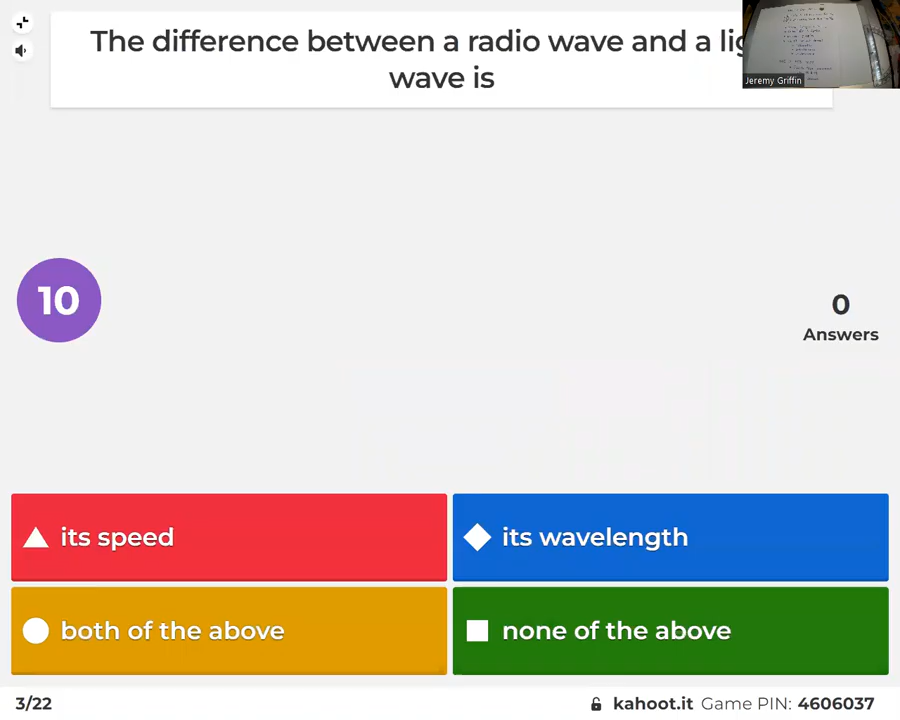 The difference between a radio wave and a
wave is
Jeremy Griffin
10
0
Answers
its speed
its wavelength
both of the above
none of the above
3/22
kahoot.it Game PIN: 4606037